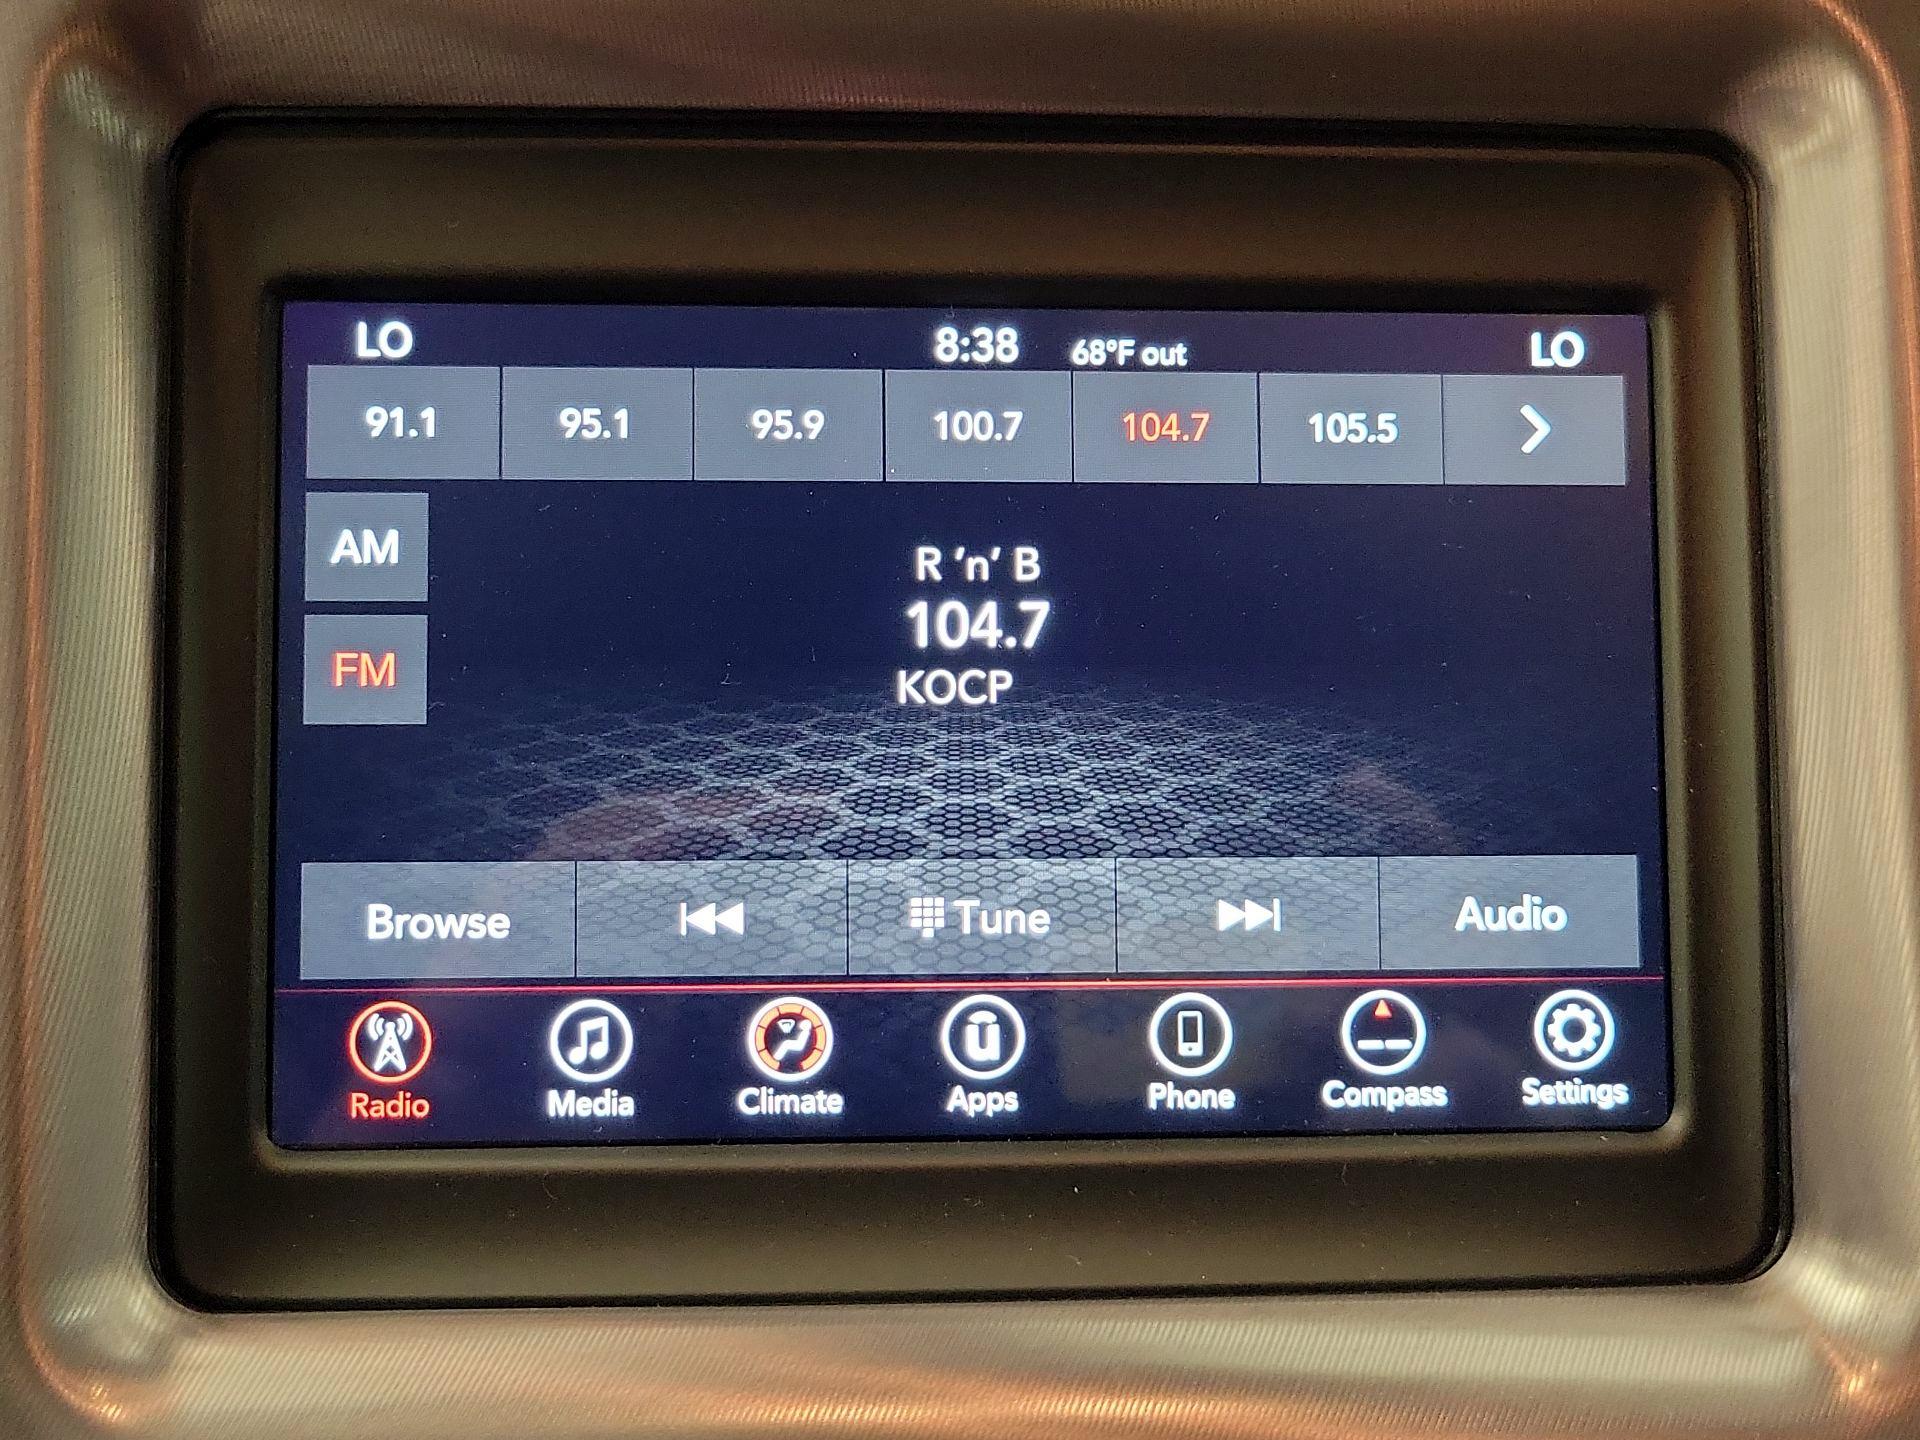 LO 8:38 68°F out LO
91.1 95.1 95.9 100.7 104.7 105.5
AM
FM
R 'n' B
104.7
KOCP
Browse Tune Audio
Radio Media Climate Apps Phone Compass Settings